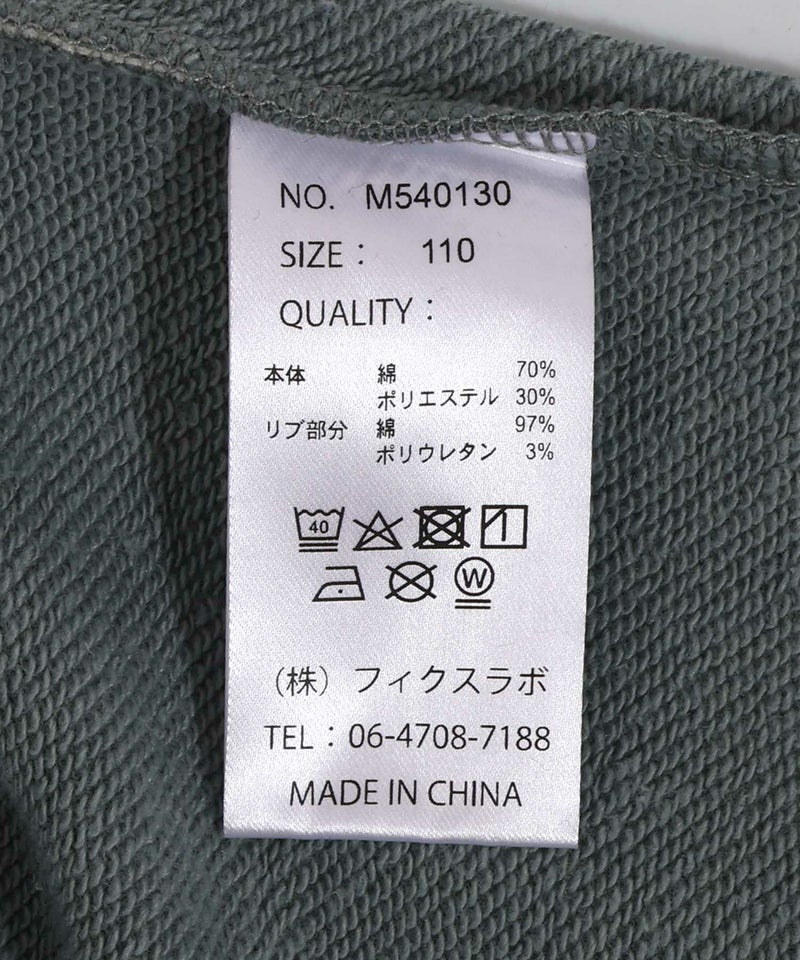 NO. M540130
SIZE： 110
QUALITY：
本体 綿 70%
ポリエステル 30%
リブ部分 綿 97%
ポリウレタン 3%
40
W
（株）フィクスラボ
TEL：06-4708-7188
MADE IN CHINA